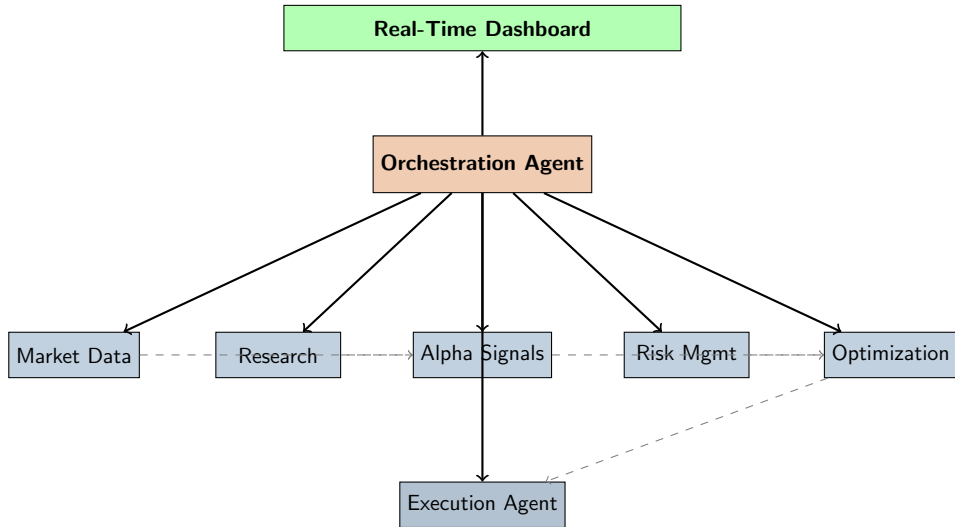 Real-Time Dashboard
Orchestration Agent
Market Data
Research
Alpha Signals
Risk Mgmt
Optimization
Execution Agent